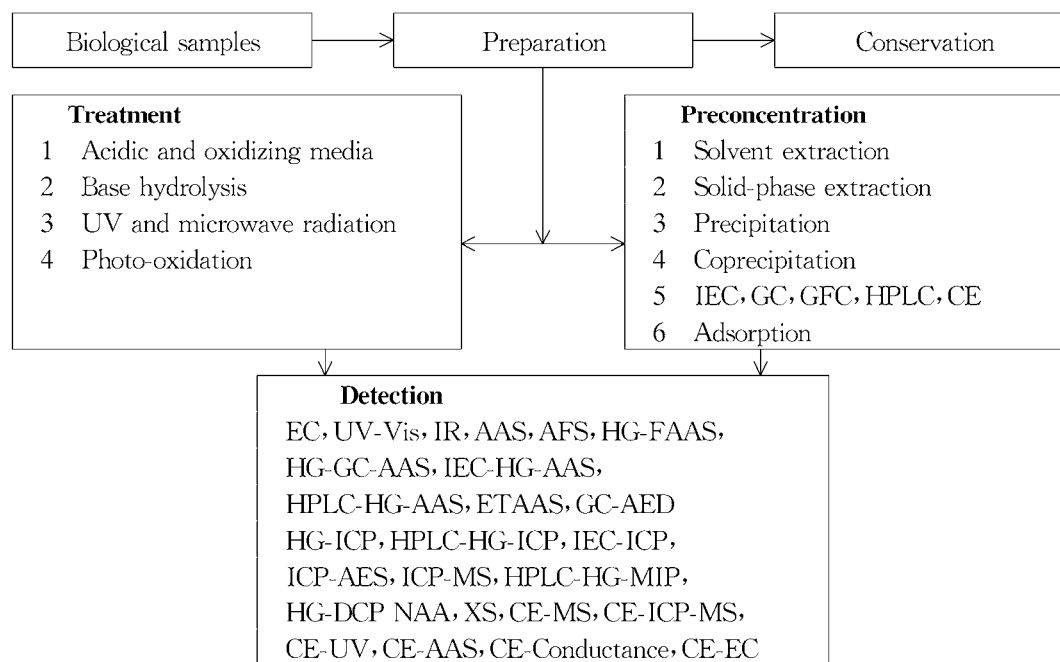 Biological samples
Preparation
Conservation
Treatment
1 Acidic and oxidizing media
2 Base hydrolysis
3 UV and microwave radiation
4 Photo-oxidation
Preconcentration
1 Solvent extraction
2 Solid-phase extraction
3 Precipitation
4 Coprecipitation
5 IEC, GC, GFC, HPLC, CE
6 Adsorption
Detection
EC, UV-Vis, IR, AAS, AFS, HG-FAAS,
HG-GC-AAS, IEC-HG-AAS,
HPLC-HG-AAS, ETAAS, GC-AED
HG-ICP, HPLC-HG-ICP, IEC-ICP,
ICP-AES, ICP-MS, HPLC-HG-MIP,
HG-DCP NAA, XS, CE-MS, CE-ICP-MS,
CE-UV, CE-AAS, CE-Conductance, CE-EC